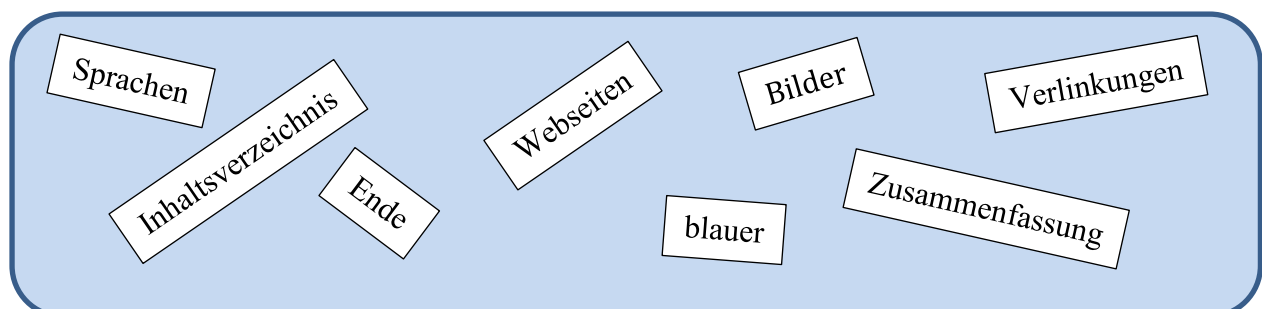 Sprachen
Inhaltsverzeichnis
Ende
Webseiten
Bilder
blauer
Verlinkungen
Zusammenfassung